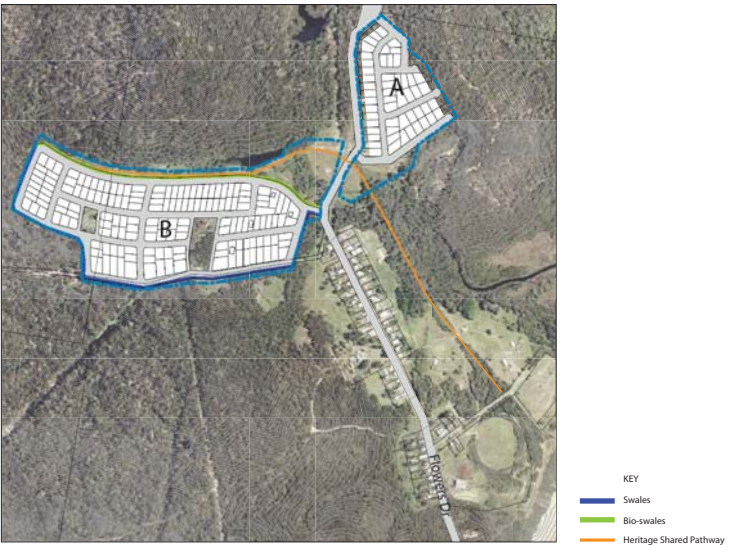 A
B
Flowers Dr
KEY
Swales
Bio-swales
Heritage Shared Pathway